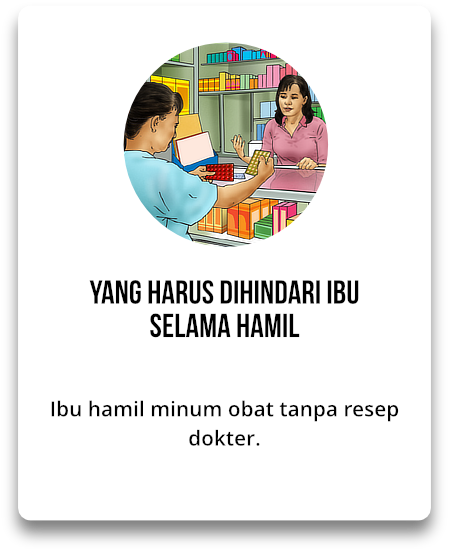 YANG HARUS DIHINDARI IBU
SELAMA HAMIL
Ibu hamil minum obat tanpa resep
dokter.